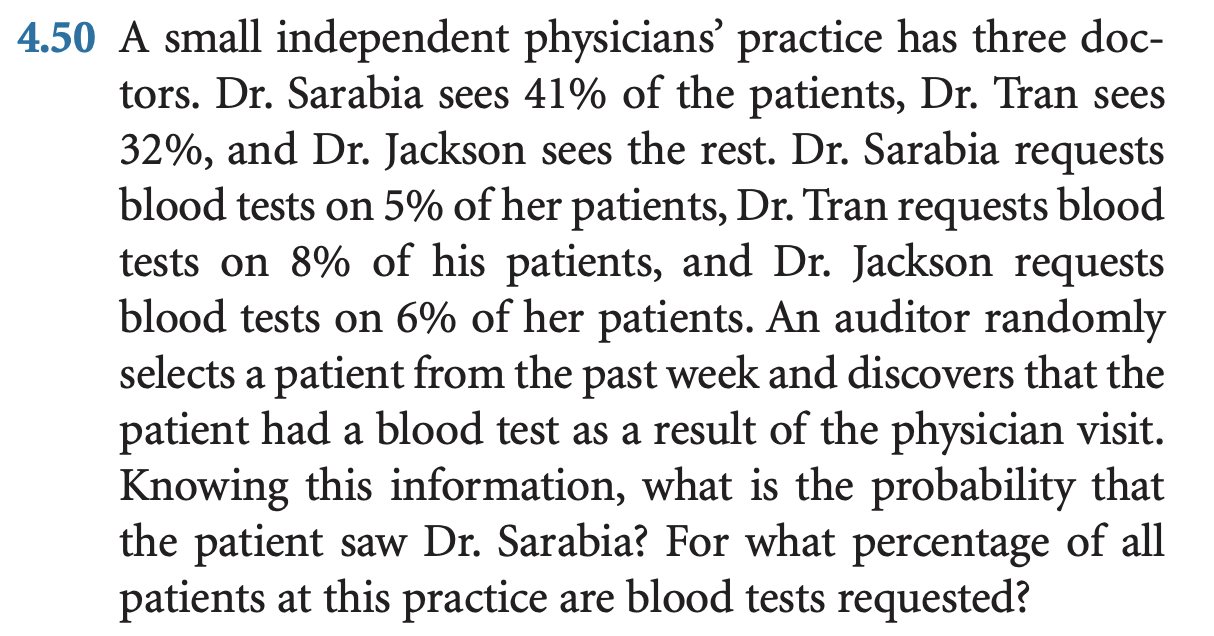 4.50 A small independent physicians’ practice has three doc-
tors. Dr. Sarabia sees 41% of the patients, Dr. Tran sees
32%, and Dr. Jackson sees the rest. Dr. Sarabia requests
blood tests on 5% of her patients, Dr. Tran requests blood
tests on 8% of his patients, and Dr. Jackson requests
blood tests on 6% of her patients. An auditor randomly
selects a patient from the past week and discovers that the
patient had a blood test as a result of the physician visit.
Knowing this information, what is the probability that
the patient saw Dr. Sarabia? For what percentage of all
patients at this practice are blood tests requested?